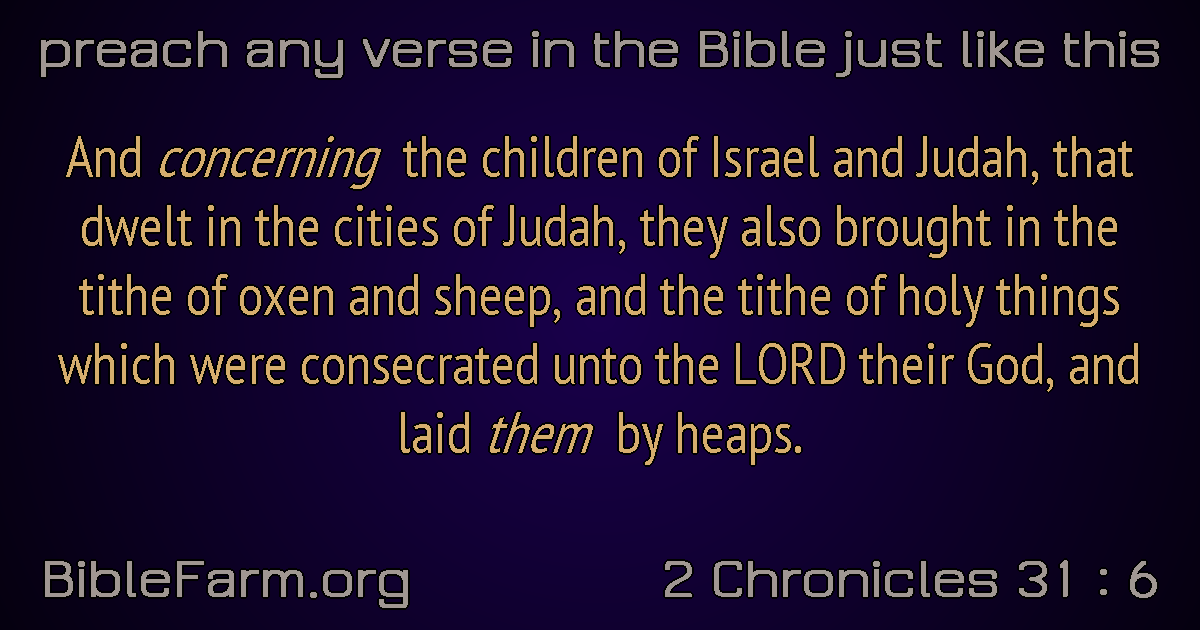 preach any verse in the Bible just like this
And concerning the children of Israel and Judah, that
dwelt in the cities of Judah, they also brought in the
tithe of oxen and sheep, and the tithe of holy things
which were consecrated unto the LORD their God, and
laid them by heaps.
BibleFarm.org
2 Chronicles 31 : 6